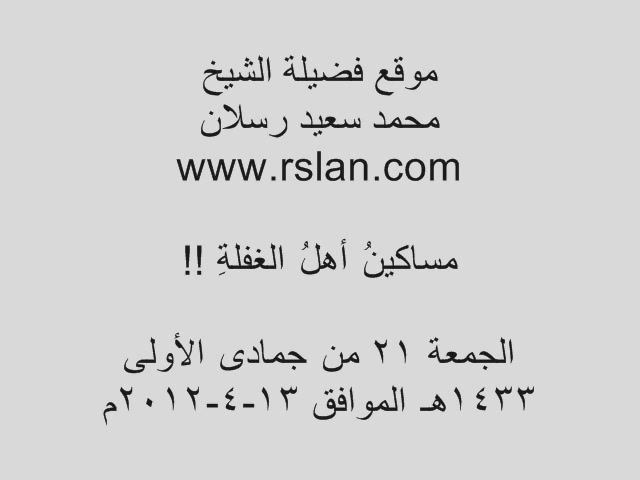 موقع فضيلة الشيخ
محمد سعيد رسلان
www.rslan.com
مساكينُ أهلُ الغفلةِ !!
الجمعة ٢١ من جمادى الأولى
١٤٣٣هـ الموافق ١٣-٤-٢٠١٢م